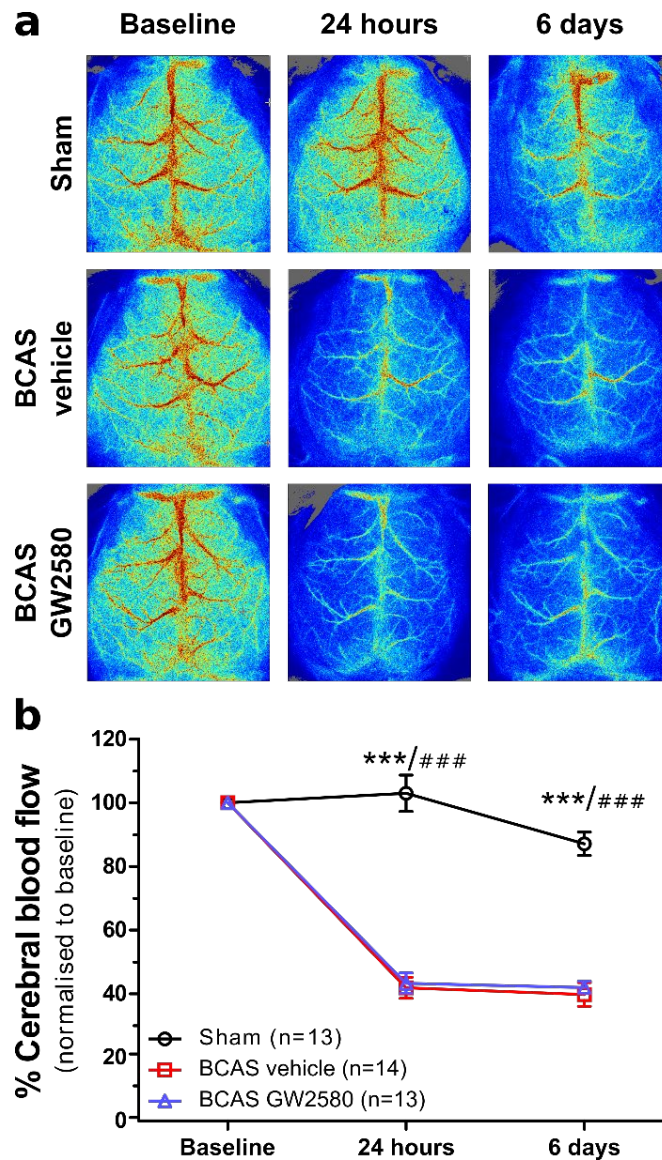 a
Baseline 24 hours 6 days
Sham
BCAS
vehicle
BCAS
GW2580
b
% Cerebral blood flow
(normalised to baseline)
120
100
80
60
40
20
0
***/###
***/###
Sham (n=13)
BCAS vehicle (n=14)
BCAS GW2580 (n=13)
Baseline 24 hours 6 days